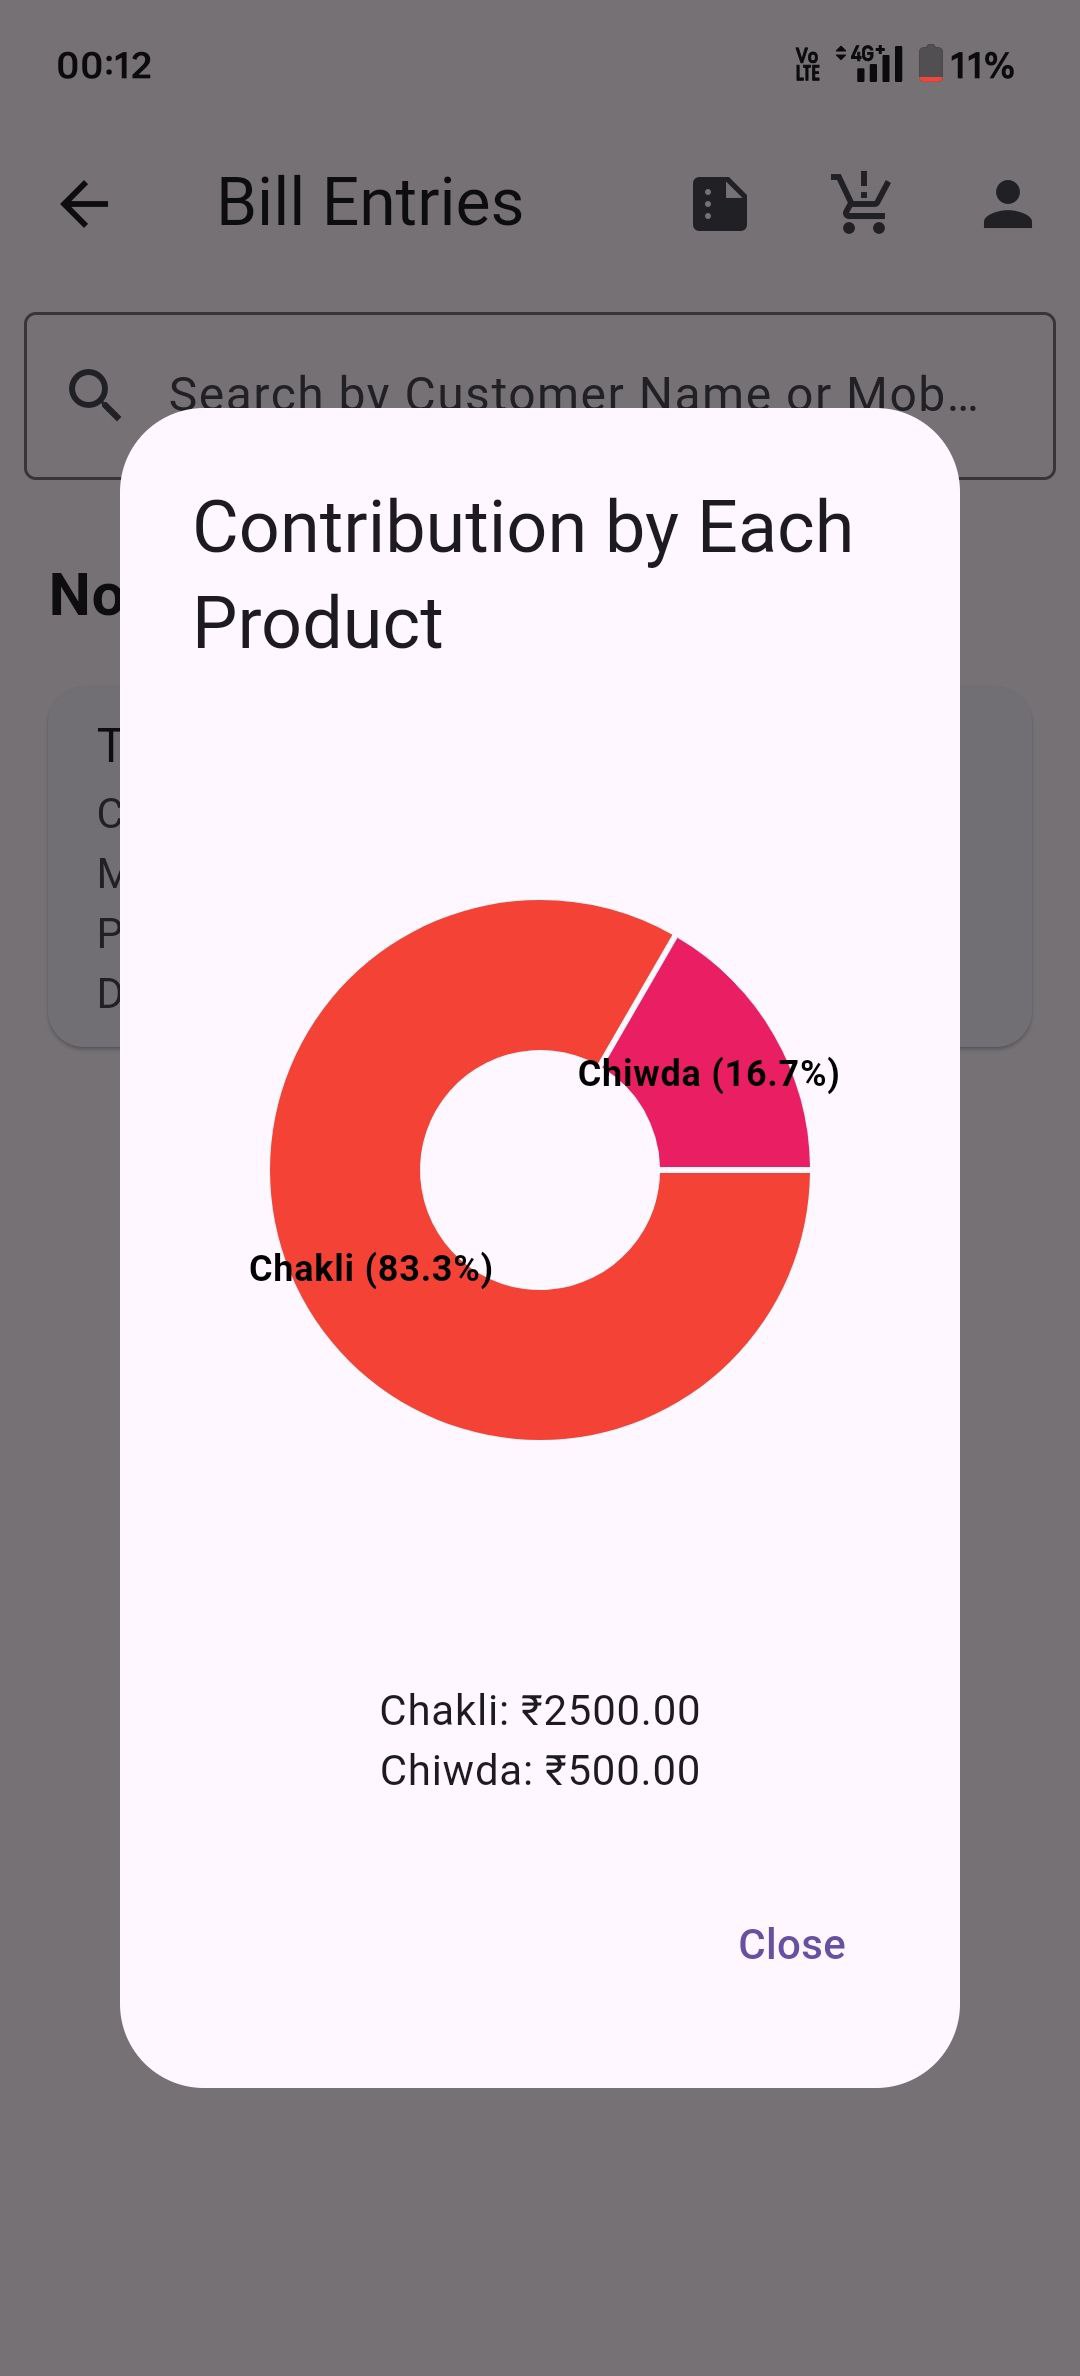 00:12
Vo LTE 4G+ 11%
Bill Entries
Search by Customer Name or Mob…
No
Contribution by Each
Product
T
C
M
P
D
Chiwda (16.7%)
Chakli (83.3%)
Chakli: ₹2500.00
Chiwda: ₹500.00
Close